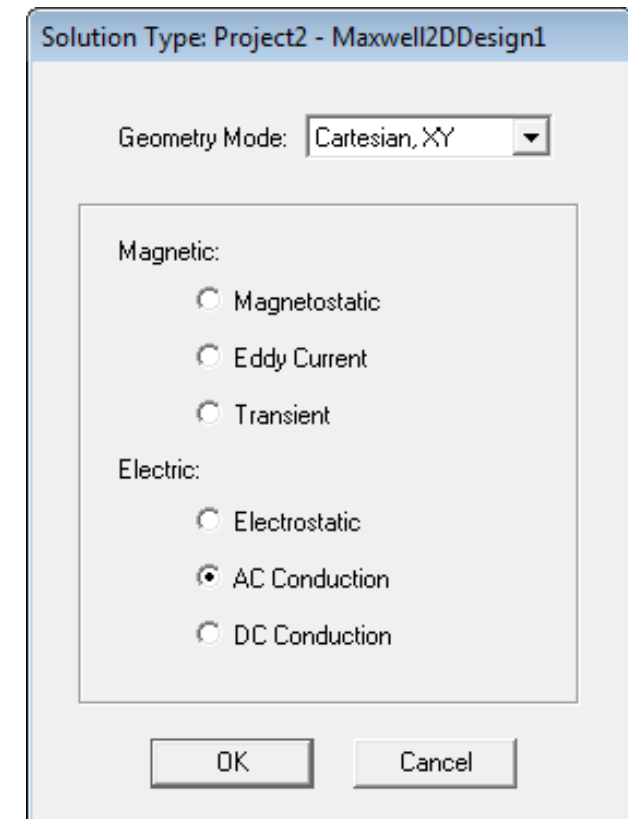 Solution Type: Project2 - Maxwell2DDesign1
Geometry Mode: Cartesian, XY
Magnetic:
Magnetostatic
Eddy Current
Transient
Electric:
Electrostatic
AC Conduction
DC Conduction
OK Cancel